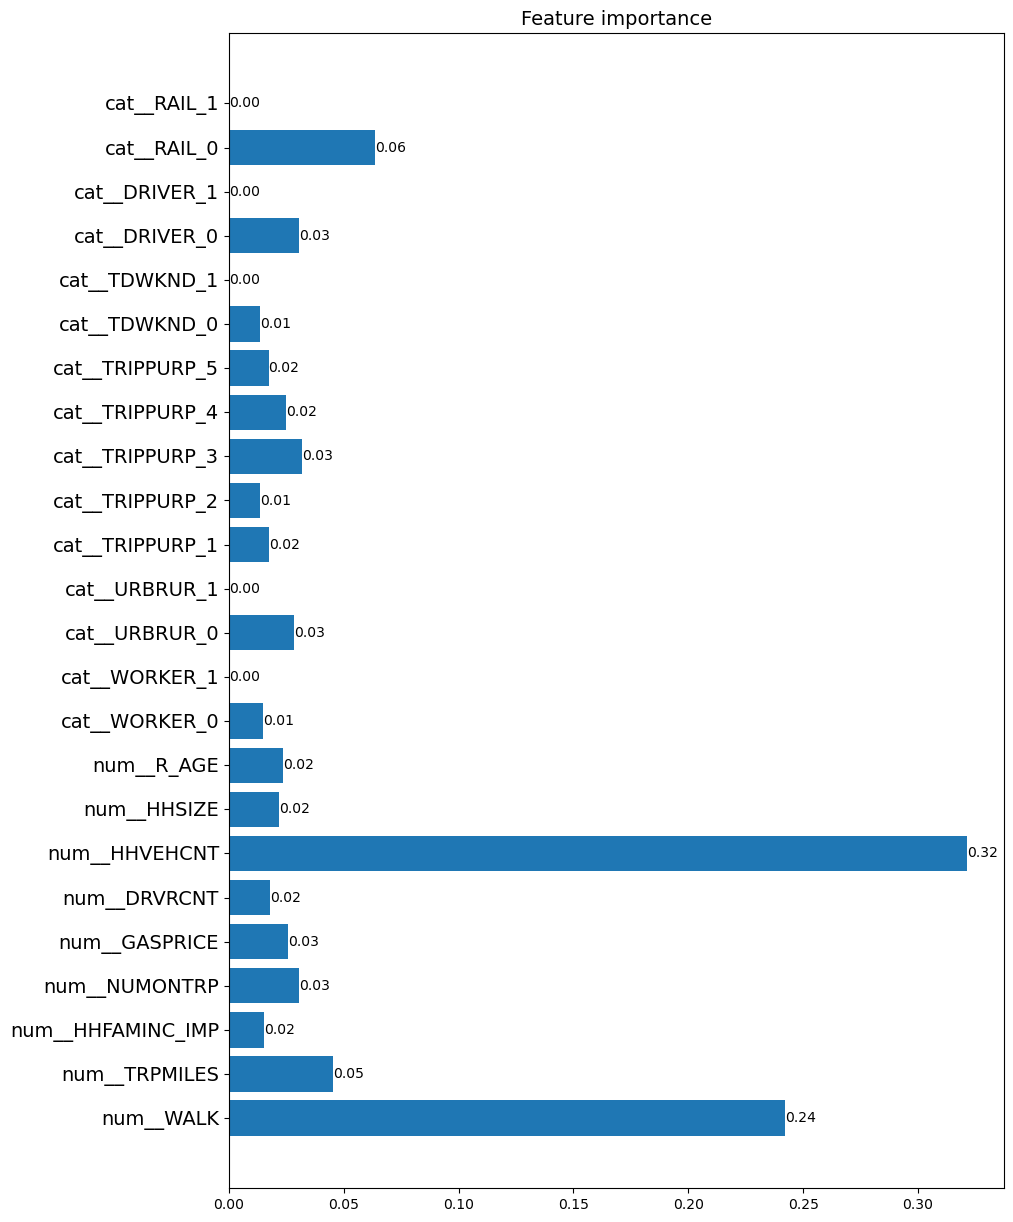 Feature importance
cat__RAIL_1 0.00
cat__RAIL_0 0.06
cat__DRIVER_1 0.00
cat__DRIVER_0 0.03
cat__TDWKND_1 0.00
cat__TDWKND_0 0.01
cat__TRIPPURP_5 0.02
cat__TRIPPURP_4 0.02
cat__TRIPPURP_3 0.03
cat__TRIPPURP_2 0.01
cat__TRIPPURP_1 0.02
cat__URBRUR_1 0.00
cat__URBRUR_0 0.03
cat__WORKER_1 0.00
cat__WORKER_0 0.01
num__R_AGE 0.02
num__HHSIZE 0.02
num__HHVEHCNT 0.32
num__DRVRCNT 0.02
num__GASPRICE 0.03
num__NUMONTRP 0.03
num__HHFAMINC_IMP 0.02
num__TRPMILES 0.05
num__WALK 0.24
0.00 0.05 0.10 0.15 0.20 0.25 0.30